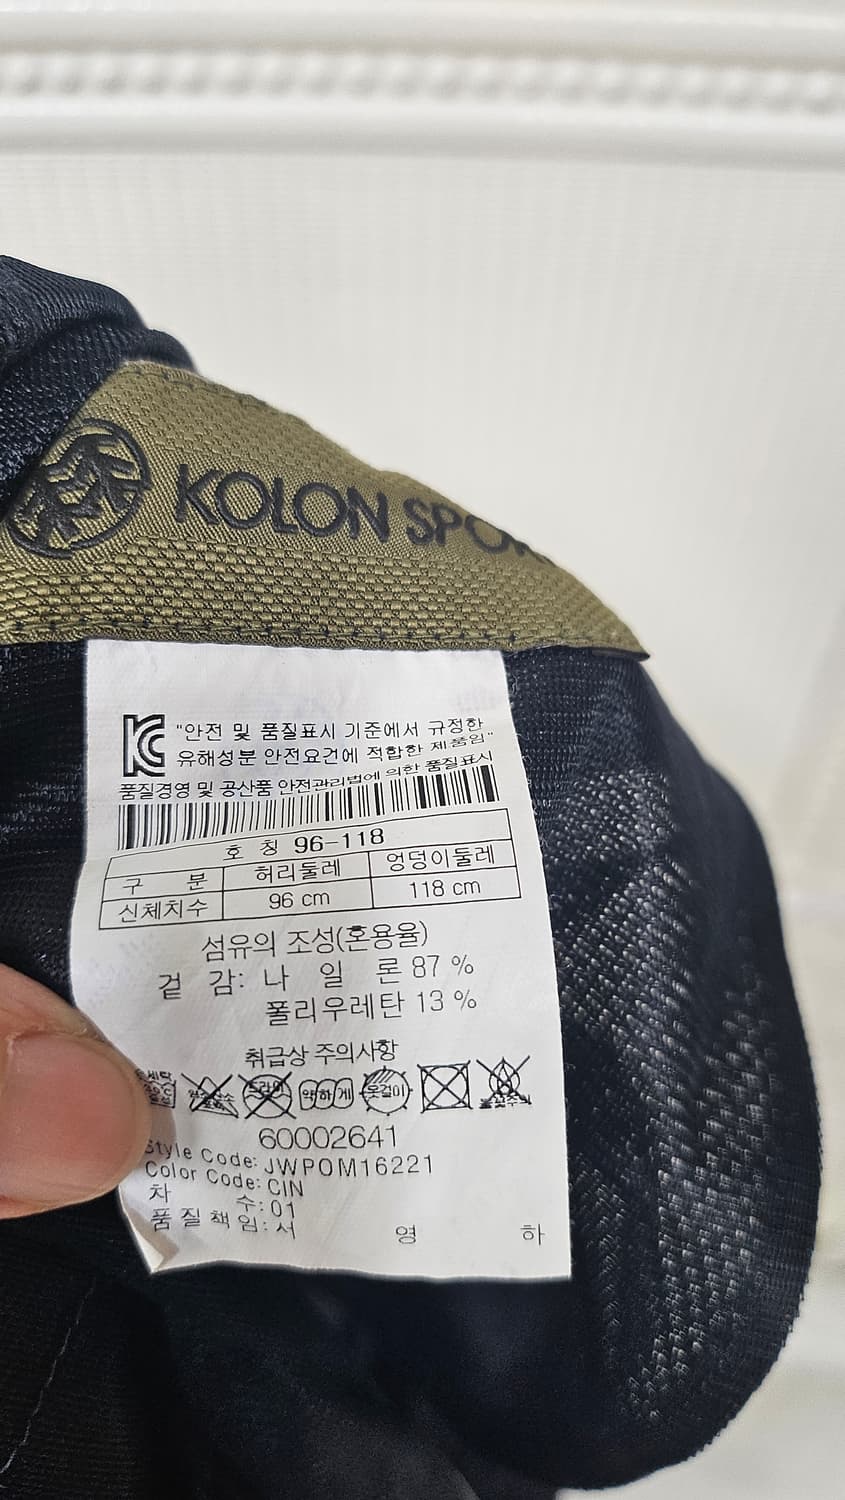 KOLON SPOR
KC "안전 및 품질표시 기준에서 규정한
유해성분 안전요건에 적합한 제품임"
품질경영 및 공산품 안전관리법에 의한 품질표시
호 칭 96-118
구 분 허리둘레 엉덩이둘레
신체치수 96 cm 118 cm
섬유의 조성(혼용율)
겉 감: 나 일 론 87 %
폴리우레탄 13 %
취급상 주의사항
약하게 옷걸이
60002641
Style Code: JWPOM16221
Color Code: CIN
차 수: 01
품질책임: 서 영 하